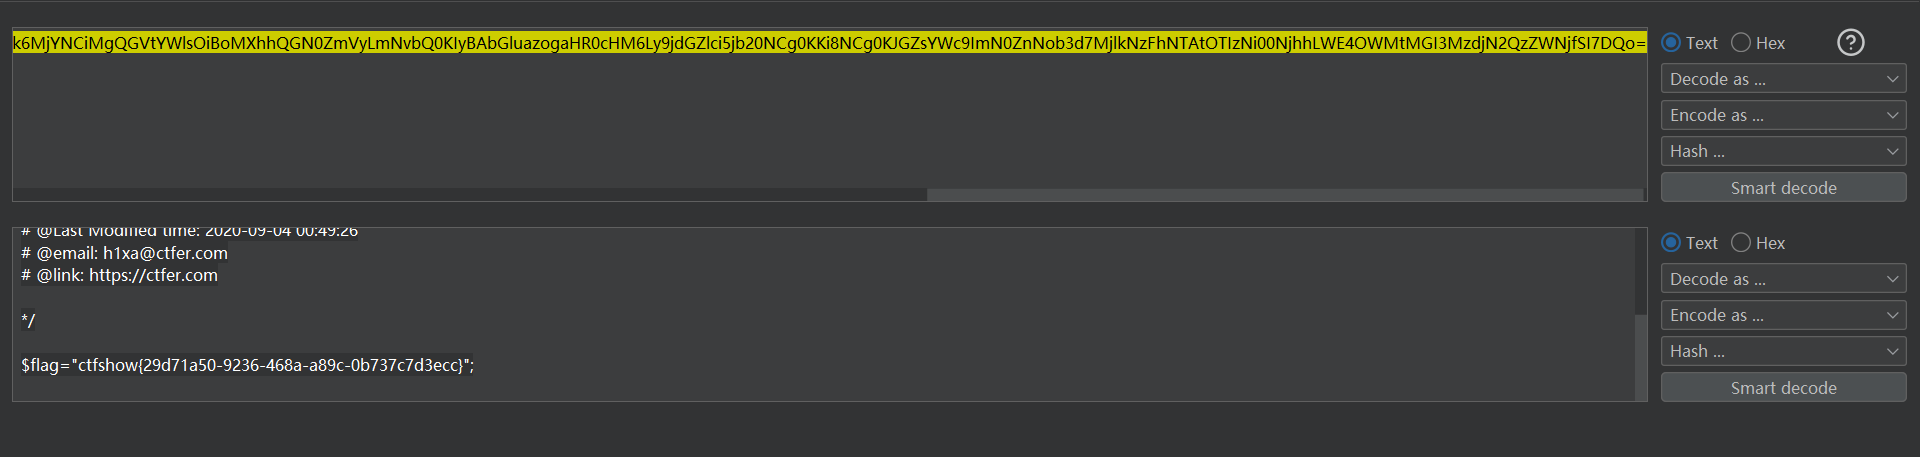 k6MjYNCiMgQGVtYWlsOiBoMXhhQGN0ZmVyLmNvbQ0KIyBAbGluazogaHR0cHM6Ly9jdGZlci5jb20NCg0KKi8NCg0KJGZsYWc9ImN0ZnNob3d7MjlkNzFhNTAtOTIzNi00NjhhLWE4OWMtMGI3MzdjN2QzZWNjfSI7DQo=
Text Hex ?
Decode as ...
Encode as ...
Hash ...
Smart decode
# @Last Modified time: 2020-09-04 00:49:26
# @email: h1xa@ctfer.com
# @link: https://ctfer.com
*/
$flag="ctfshow{29d71a50-9236-468a-a89c-0b737c7d3ecc}";
Text Hex
Decode as ...
Encode as ...
Hash ...
Smart decode